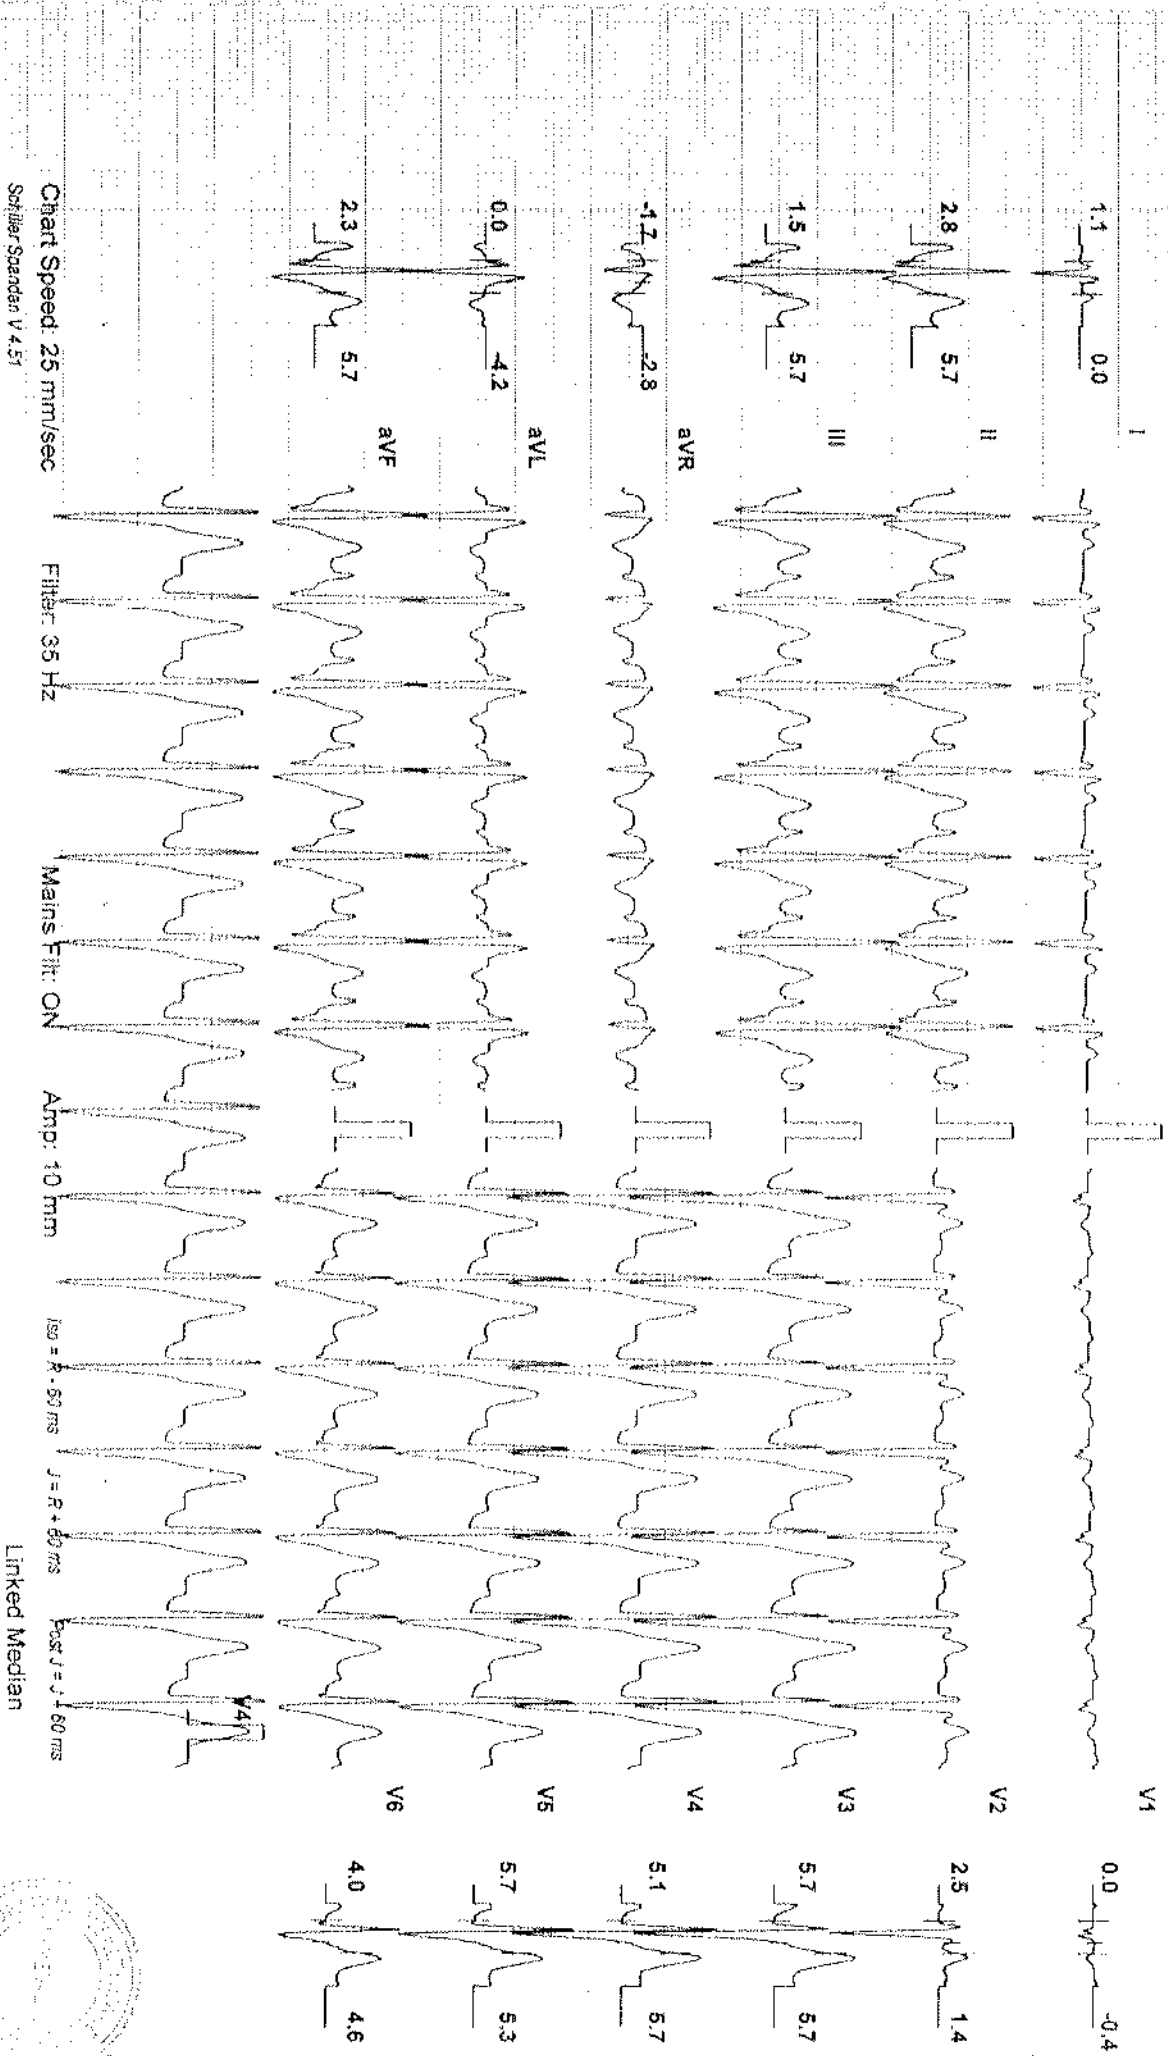 I
1.1
0.0
II
2.8
5.7
III
1.5
5.7
aVR
-1.7
-2.8
aVL
0.0
-4.2
aVF
2.3
5.7
V1
0.0
-0.4
V2
2.5
1.4
V3
5.7
5.7
V4
5.1
5.7
V5
5.7
5.3
V6
4.0
4.6
V4
Chart Speed: 25 mm/sec Filter: 35 Hz Mains Filt: ON Amp: 10 mm Iso = R - 60 ms J = R + 60 ms Post J = J + 60 ms
Schiller Spandan V 4.51 Linked Median